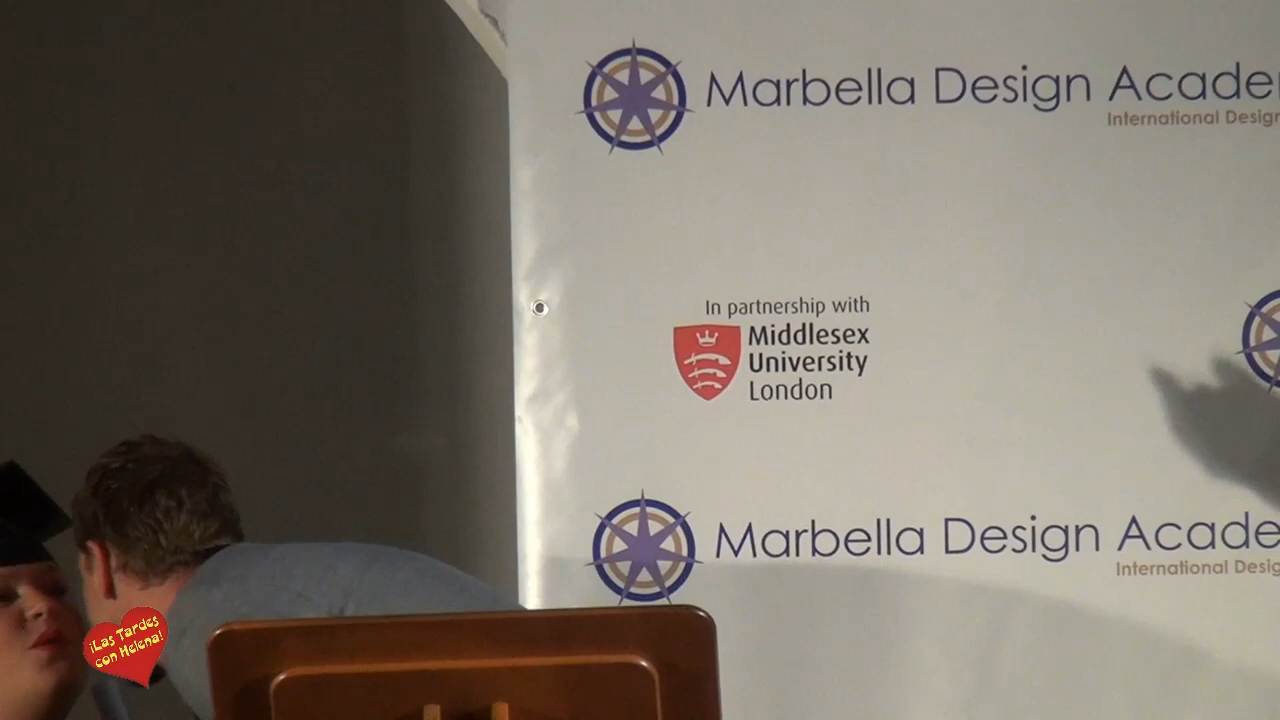 Marbella Design Acade
International Design
In partnership with
Middlesex
University
London
Marbella Design Acade
International Desig
¡Las Tardes
con Helena!